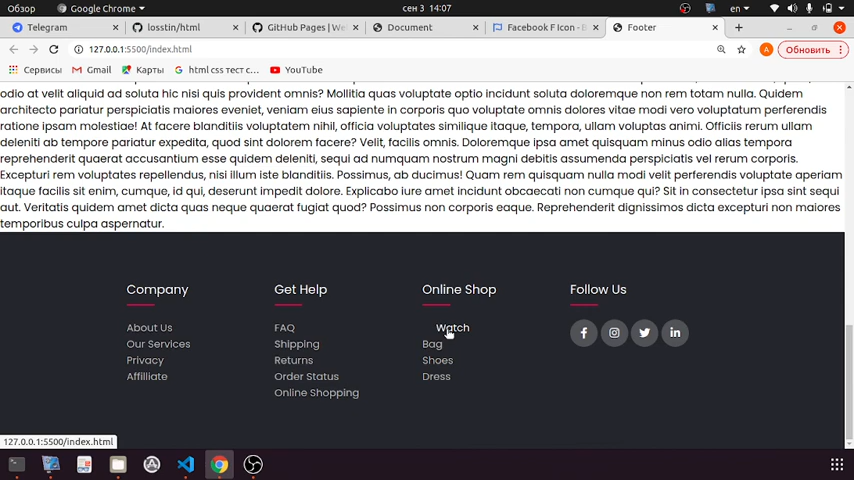 Обзор
Google Chrome
сен 3 14:07
en
Telegram
losstin/html
GitHub Pages | We
Document
Facebook F Icon - B
Footer
127.0.0.1:5500/index.html
Обновить
Сервисы
Gmail
Карты
html css тест с…
YouTube
odio at velit aliquid ad soluta hic nisi quis provident omnis? Mollitia quas voluptate optio incidunt soluta doloremque non rem totam nulla. Quidem
architecto pariatur perspiciatis maiores eveniet, veniam eius sapiente in corporis quo voluptate omnis dolores vitae modi vero voluptatum perferendis
ratione ipsam molestiae! At facere blanditiis voluptatem nihil, officia voluptates similique itaque, tempora, ullam voluptas animi. Officiis rerum ullam
deleniti ab tempore pariatur expedita, quod sint dolorem facere? Velit, facilis omnis. Doloremque ipsa amet quisquam minus odio alias tempora
reprehenderit quaerat accusantium esse quidem deleniti, sequi ad numquam nostrum magni debitis assumenda perspiciatis vel rerum corporis.
Excepturi rem voluptates repellendus, nisi illum iste blanditiis. Possimus, ab ducimus! Quam rem quisquam nulla modi velit perferendis voluptate aperiam
itaque facilis sit enim, cumque, id qui, deserunt impedit dolore. Explicabo iure amet incidunt obcaecati non cumque qui? Sit in consectetur ipsa sint sequi
aut. Veritatis quidem amet dicta quas neque quaerat fugiat quod? Possimus non corporis eaque. Reprehenderit dignissimos dicta excepturi non maiores
temporibus culpa aspernatur.
Company
About Us
Our Services
Privacy
Affilliate
Get Help
FAQ
Shipping
Returns
Order Status
Online Shopping
Online Shop
Watch
Bag
Shoes
Dress
Follow Us
127.0.0.1:5500/index.html